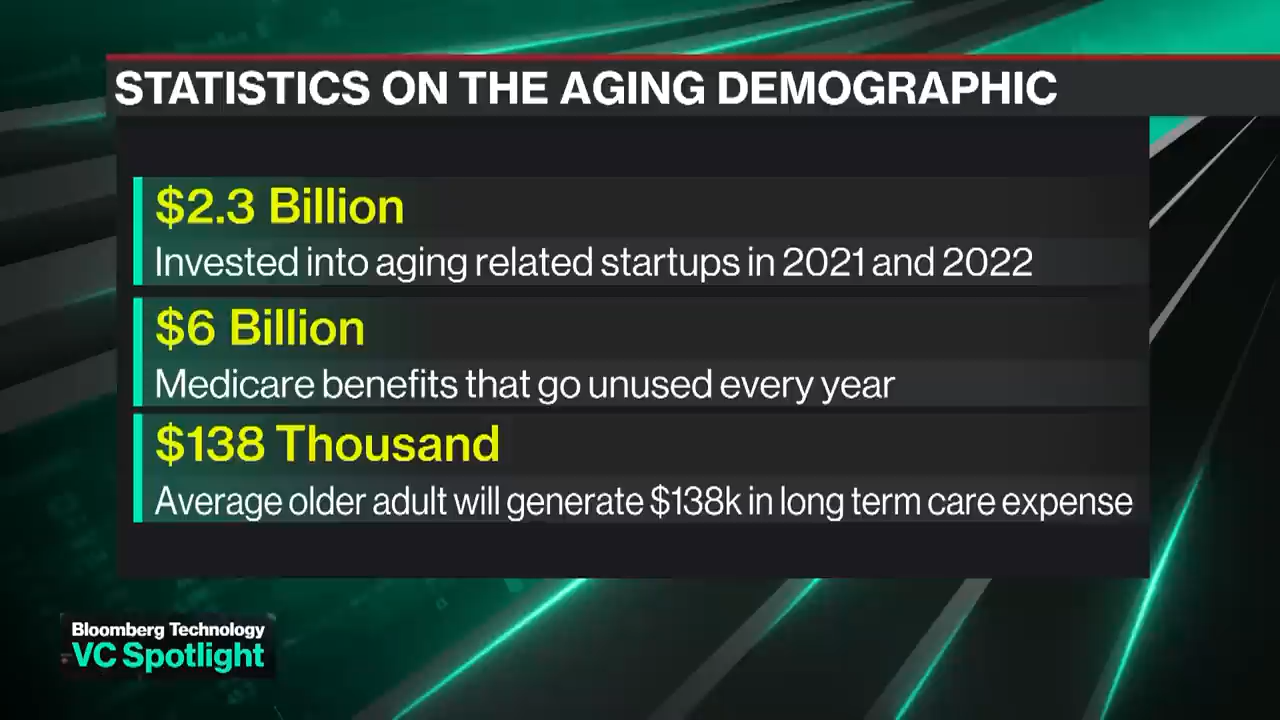 STATISTICS ON THE AGING DEMOGRAPHIC
$2.3 Billion
Invested into aging related startups in 2021 and 2022
$6 Billion
Medicare benefits that go unused every year
$138 Thousand
Average older adult will generate $138k in long term care expense
Bloomberg Technology
VC Spotlight